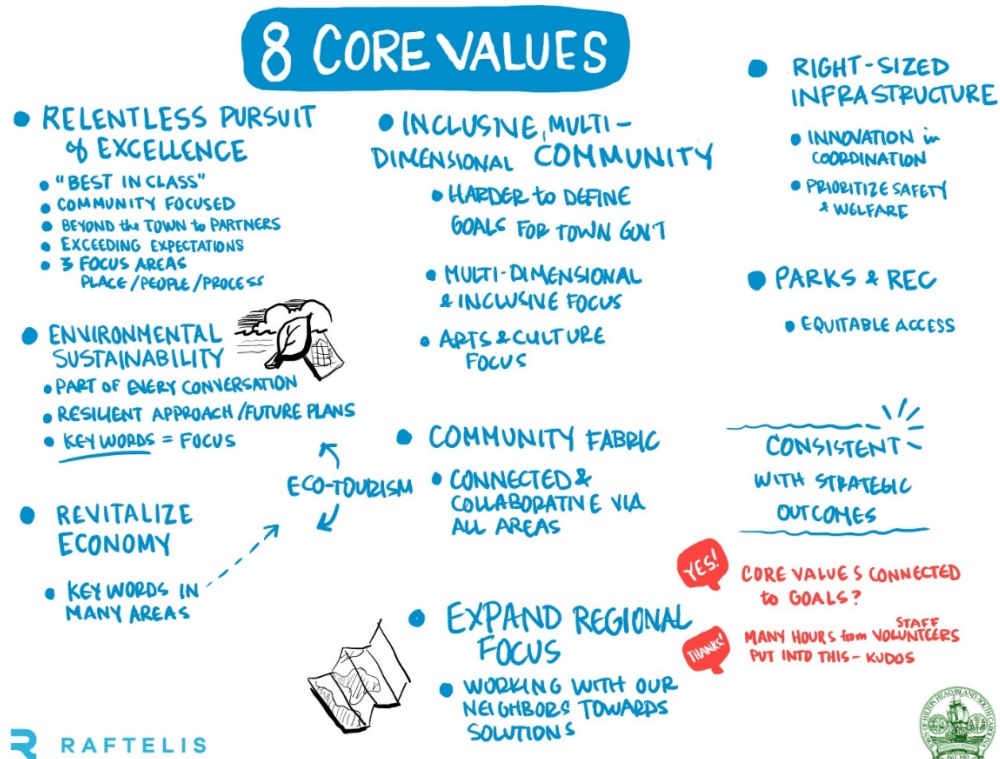 8 CORE VALUES
• RELENTLESS PURSUIT
of EXCELLENCE
• "BEST IN CLASS"
• COMMUNITY FOCUSED
• BEYOND the TOWN to PARTNERS
• EXCEEDING EXPECTATIONS
• 3 FOCUS AREAS
PLACE/PEOPLE/PROCESS
• ENVIRONMENTAL
SUSTAINABILITY
• PART OF EVERY CONVERSATION
• RESILIENT APPROACH/FUTURE PLANS
• KEY WORDS = FOCUS
ECO-TOURISM
• REVITALIZE
ECONOMY
• KEY WORDS IN
MANY AREAS
• INCLUSIVE, MULTI-
DIMENSIONAL COMMUNITY
• HARDER to DEFINE
GOALS FOR TOWN GOV'T
• MULTI-DIMENSIONAL
& INCLUSIVE FOCUS
• ARTS & CULTURE
FOCUS
• COMMUNITY FABRIC
• CONNECTED &
COLLABORATIVE VIA
ALL AREAS
• EXPAND REGIONAL
FOCUS
• WORKING WITH OUR
NEIGHBORS TOWARDS
SOLUTIONS
• RIGHT-SIZED
INFRASTRUCTURE
• INNOVATION in
COORDINATION
• PRIORITIZE SAFETY
& WELFARE
• PARKS & REC
• EQUITABLE ACCESS
CONSISTENT
WITH STRATEGIC
OUTCOMES
YES!
CORE VALUES CONNECTED
to GOALS?
THANKS!
STAFF
MANY HOURS from VOLUNTEERS
PUT INTO THIS - KUDOS
RAFTELIS